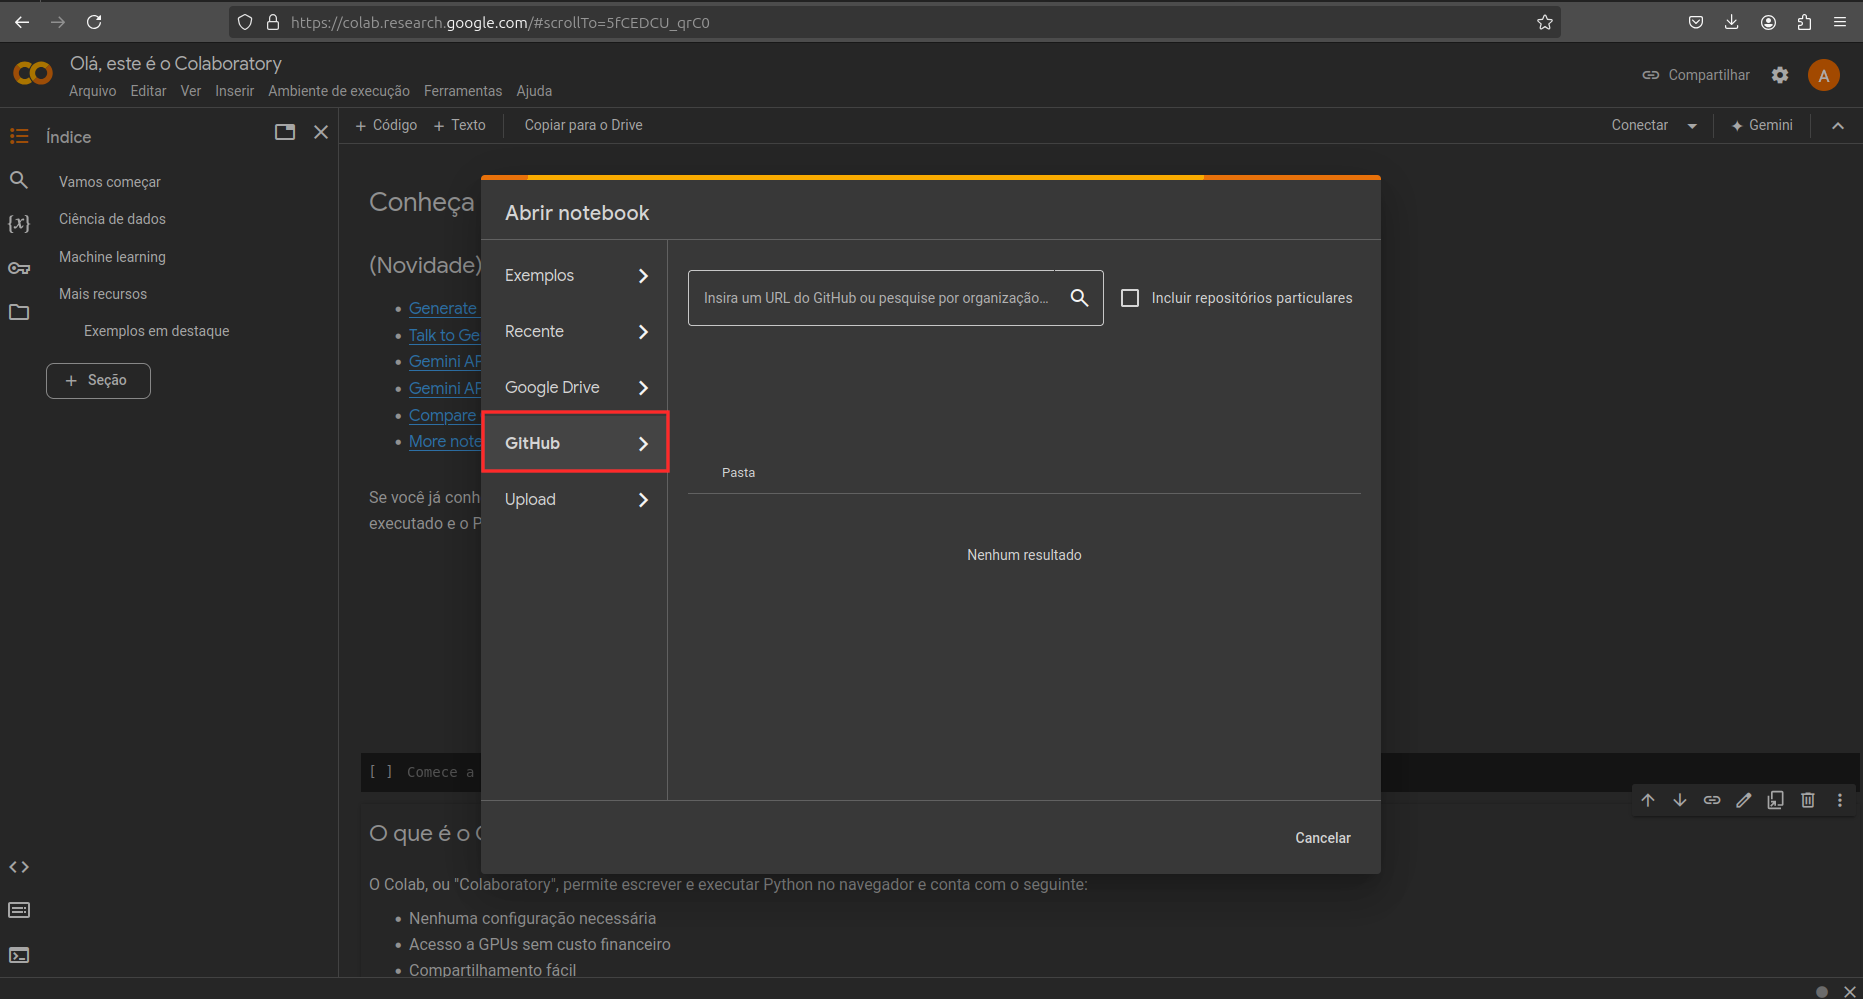 https://colab.research.google.com/#scrollTo=5fCEDCU_qrC0
Olá, este é o Colaboratory
Arquivo Editar Ver Inserir Ambiente de execução Ferramentas Ajuda
Compartilhar
A
Índice
+ Código + Texto Copiar para o Drive
Conectar
Gemini
Vamos começar
Ciência de dados
Machine learning
Mais recursos
Exemplos em destaque
+ Seção
Conheça
(Novidade)
Generate
Talk to Ge
Gemini AP
Gemini AP
Compare
More note
Se você já conh
executado e o P
Abrir notebook
Exemplos
Recente
Google Drive
GitHub
Upload
Insira um URL do GitHub ou pesquise por organização...
Incluir repositórios particulares
Pasta
Nenhum resultado
Cancelar
[ ] Comece a
O que é o C
O Colab, ou "Colaboratory", permite escrever e executar Python no navegador e conta com o seguinte:
Nenhuma configuração necessária
Acesso a GPUs sem custo financeiro
Compartilhamento fácil